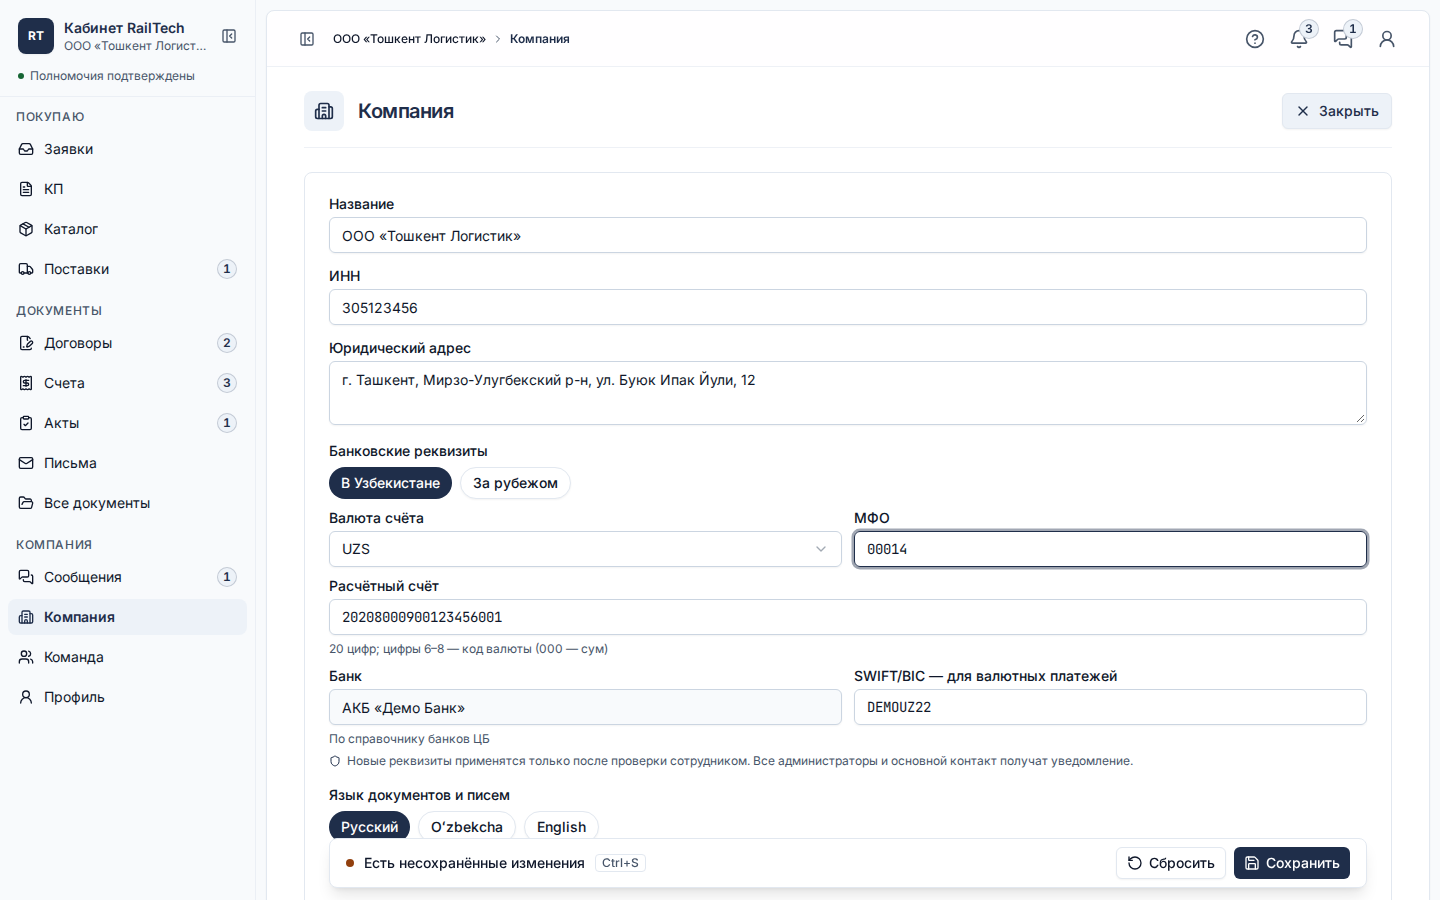 RT
Кабинет RailTech
ООО «Тошкент Логист...
Полномочия подтверждены
ПОКУПАЮ
Заявки
КП
Каталог
Поставки 1
ДОКУМЕНТЫ
Договоры 2
Счета 3
Акты 1
Письма
Все документы
КОМПАНИЯ
Сообщения 1
Компания
Команда
Профиль
ООО «Тошкент Логистик» › Компания
3 1
Компания
Закрыть
Название
ООО «Тошкент Логистик»
ИНН
305123456
Юридический адрес
г. Ташкент, Мирзо-Улугбекский р-н, ул. Буюк Ипак Йули, 12
Банковские реквизиты
В Узбекистане За рубежом
Валюта счёта МФО
UZS 00014
Расчётный счёт
20208000900123456001
20 цифр; цифры 6–8 — код валюты (000 — сум)
Банк SWIFT/BIC — для валютных платежей
АКБ «Демо Банк» DEMOUZ22
По справочнику банков ЦБ
Новые реквизиты применятся только после проверки сотрудником. Все администраторы и основной контакт получат уведомление.
Язык документов и писем
Русский Oʻzbekcha English
Есть несохранённые изменения Ctrl+S Сбросить Сохранить